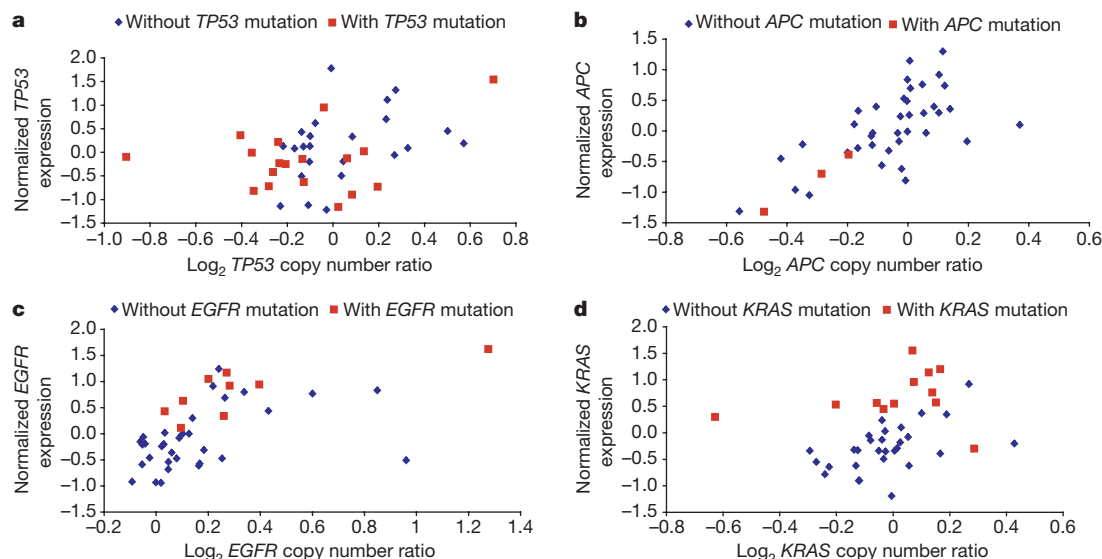 a
Without TP53 mutation With TP53 mutation
Normalized TP53
expression
2.0
1.5
1.0
0.5
0
−0.5
−1.0
−1.5
−1.0 −0.8 −0.6 −0.4 −0.2 0 0.2 0.4 0.6 0.8
Log2 TP53 copy number ratio
b
Without APC mutation With APC mutation
Normalized APC
expression
1.5
1.0
0.5
0
−0.5
−1.0
−1.5
−0.6 −0.4 −0.2 0 0.2 0.4 0.6
Log2 APC copy number ratio
c
Without EGFR mutation With EGFR mutation
Normalized EGFR
expression
2.0
1.5
1.0
0.5
0.0
−0.5
−1.0
−1.5
−0.2 0 0.2 0.4 0.6 0.8 1.0 1.2 1.4
Log2 EGFR copy number ratio
d
Without KRAS mutation With KRAS mutation
Normalized KRAS
expression
2.0
1.5
1.0
0.5
0.0
−0.5
−1.0
−1.5
−0.8 −0.6 −0.4 −0.2 0 0.2 0.4 0.6
Log2 KRAS copy number ratio